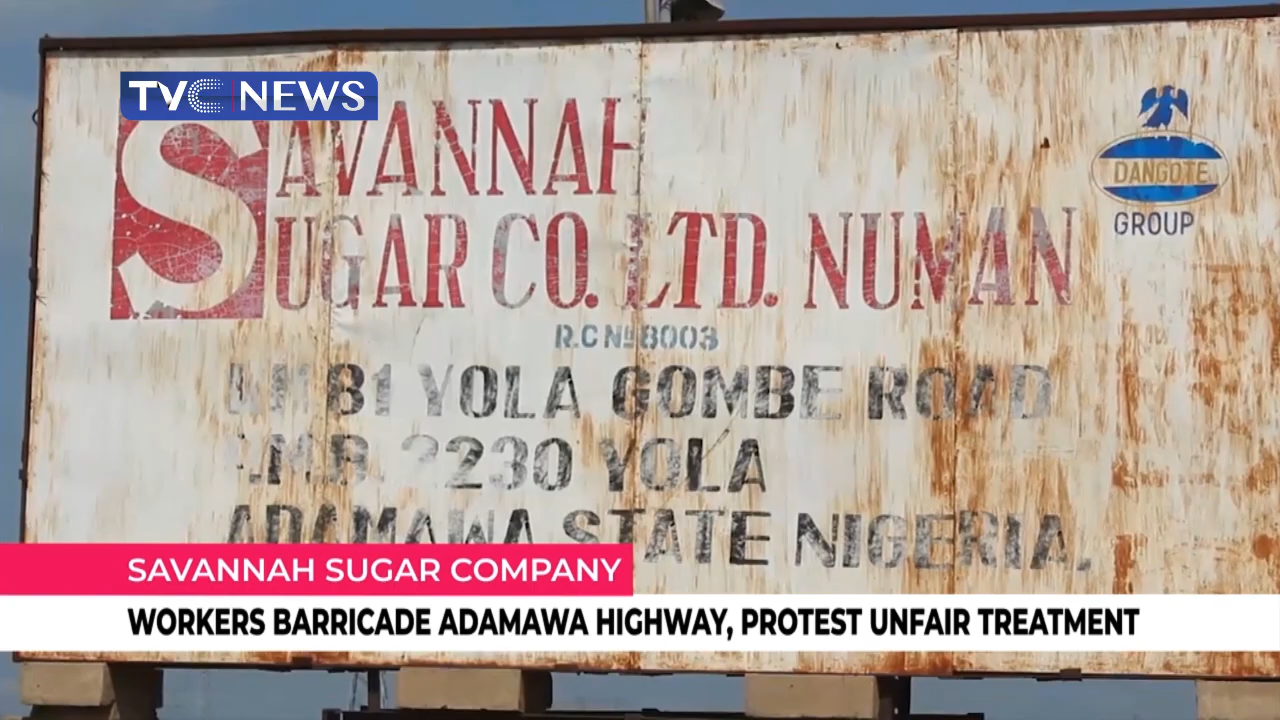 TVC NEWS
SAVANNAH
SUGAR CO. LTD. NUMAN
DANGOTE
GROUP
R.C Nº 8003
81 YOLA GOMBE ROAD
.M.B. 2230 YOLA
ADAMAWA STATE NIGERIA.
SAVANNAH SUGAR COMPANY
WORKERS BARRICADE ADAMAWA HIGHWAY, PROTEST UNFAIR TREATMENT